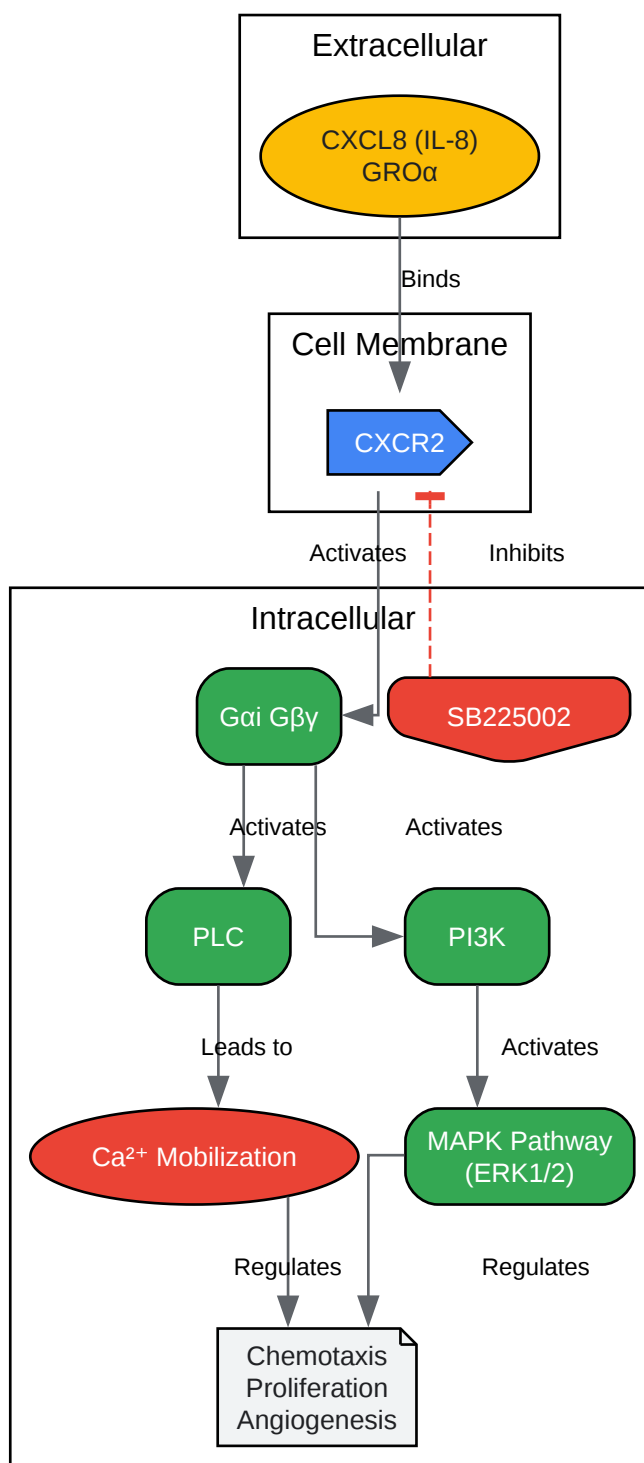 Extracellular
CXCL8 (IL-8)
GROα
Binds
Cell Membrane
CXCR2
Activates
Inhibits
Intracellular
Gαi Gβγ
SB225002
Activates
Activates
PLC
PI3K
Leads to
Activates
Ca²⁺ Mobilization
MAPK Pathway
(ERK1/2)
Regulates
Regulates
Chemotaxis
Proliferation
Angiogenesis